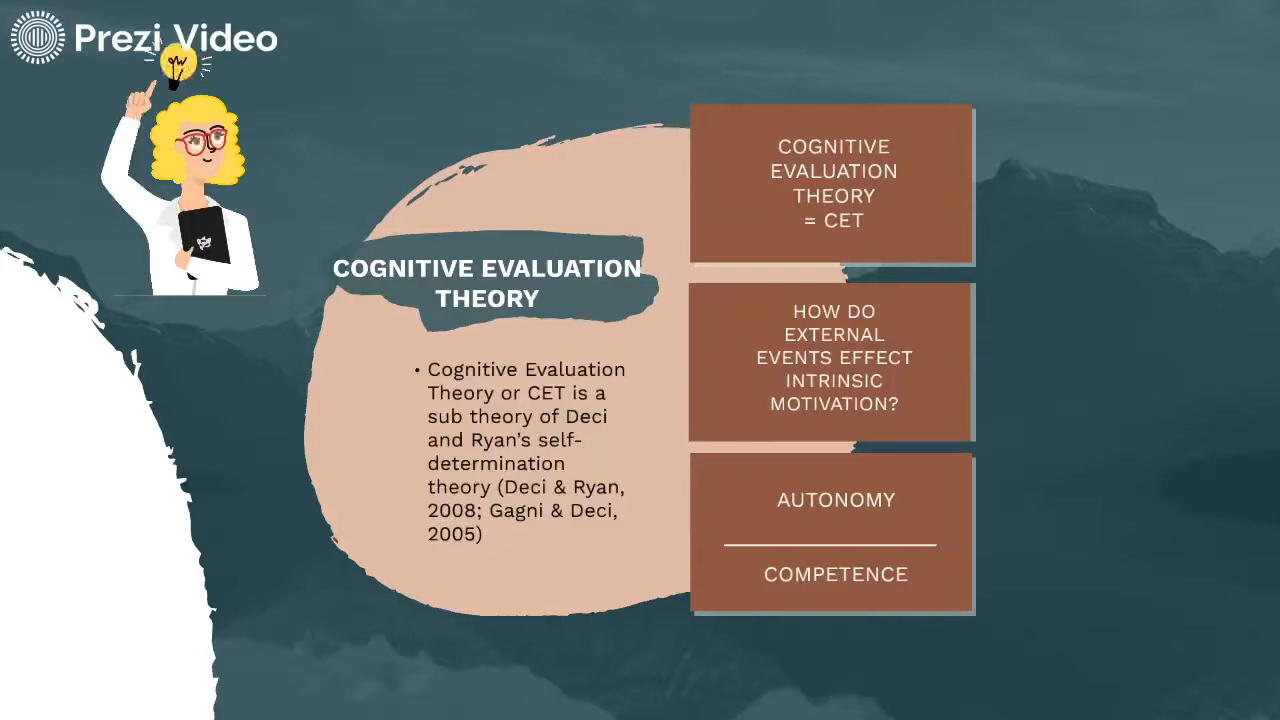 Prezi Video
COGNITIVE EVALUATION
THEORY
• Cognitive Evaluation
Theory or CET is a
sub theory of Deci
and Ryan’s self-
determination
theory (Deci & Ryan,
2008; Gagni & Deci,
2005)
COGNITIVE
EVALUATION
THEORY
= CET
HOW DO
EXTERNAL
EVENTS EFFECT
INTRINSIC
MOTIVATION?
AUTONOMY
COMPETENCE